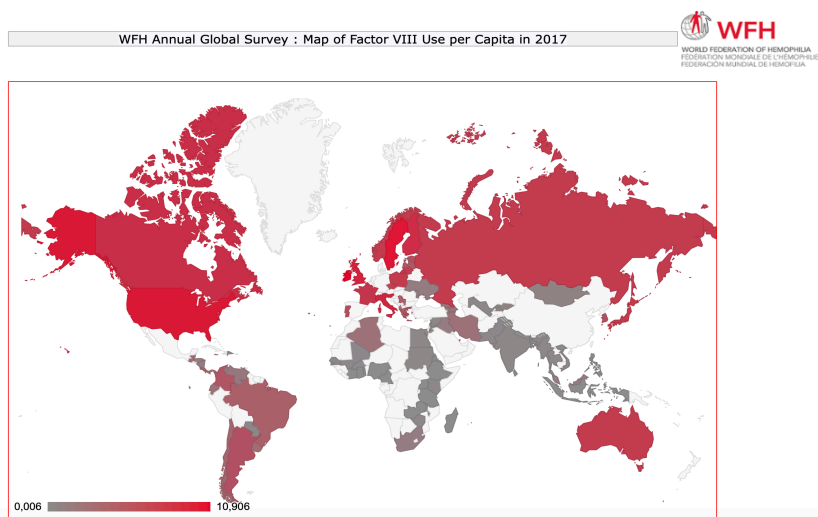 WFH
WORLD FEDERATION OF HEMOPHILIA
FÉDÉRATION MONDIALE DE L'HÉMOPHILIE
FEDERACIÓN MUNDIAL DE HEMOFILIA
WFH Annual Global Survey : Map of Factor VIII Use per Capita in 2017
0,006 10,906